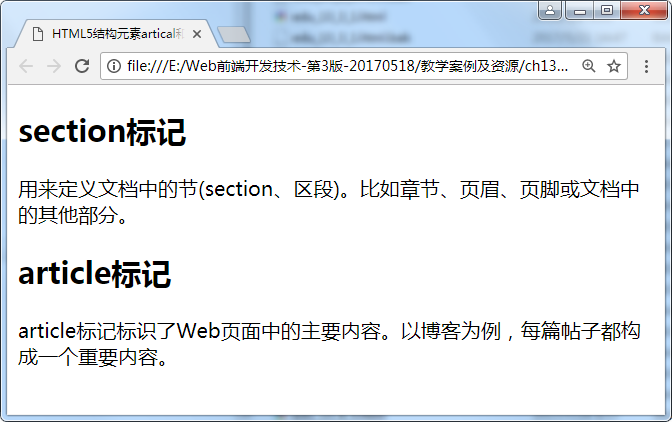 HTML5结构元素artical和
file:///E:/Web前端开发技术-第3版-20170518/教学案例及资源/ch13...
section标记
用来定义文档中的节(section、区段)。比如章节、页眉、页脚或文档中
的其他部分。
article标记
article标记标识了Web页面中的主要内容。以博客为例，每篇帖子都构
成一个重要内容。